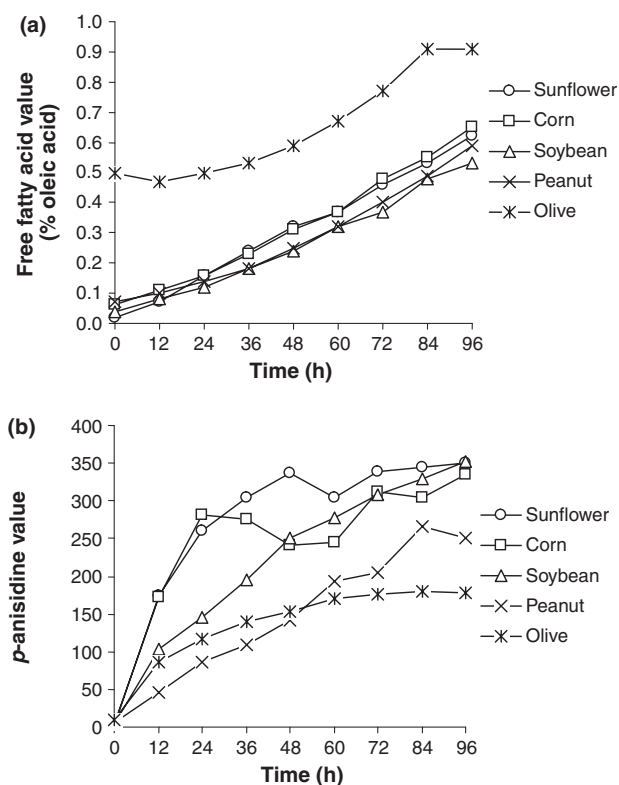 (a)
Free fatty acid value
(% oleic acid)
1.0
0.9
0.8
0.7
0.6
0.5
0.4
0.3
0.2
0.1
0.0
0 12 24 36 48 60 72 84 96
Time (h)
Sunflower
Corn
Soybean
Peanut
Olive
(b)
p-anisidine value
400
350
300
250
200
150
100
50
0
0 12 24 36 48 60 72 84 96
Time (h)
Sunflower
Corn
Soybean
Peanut
Olive